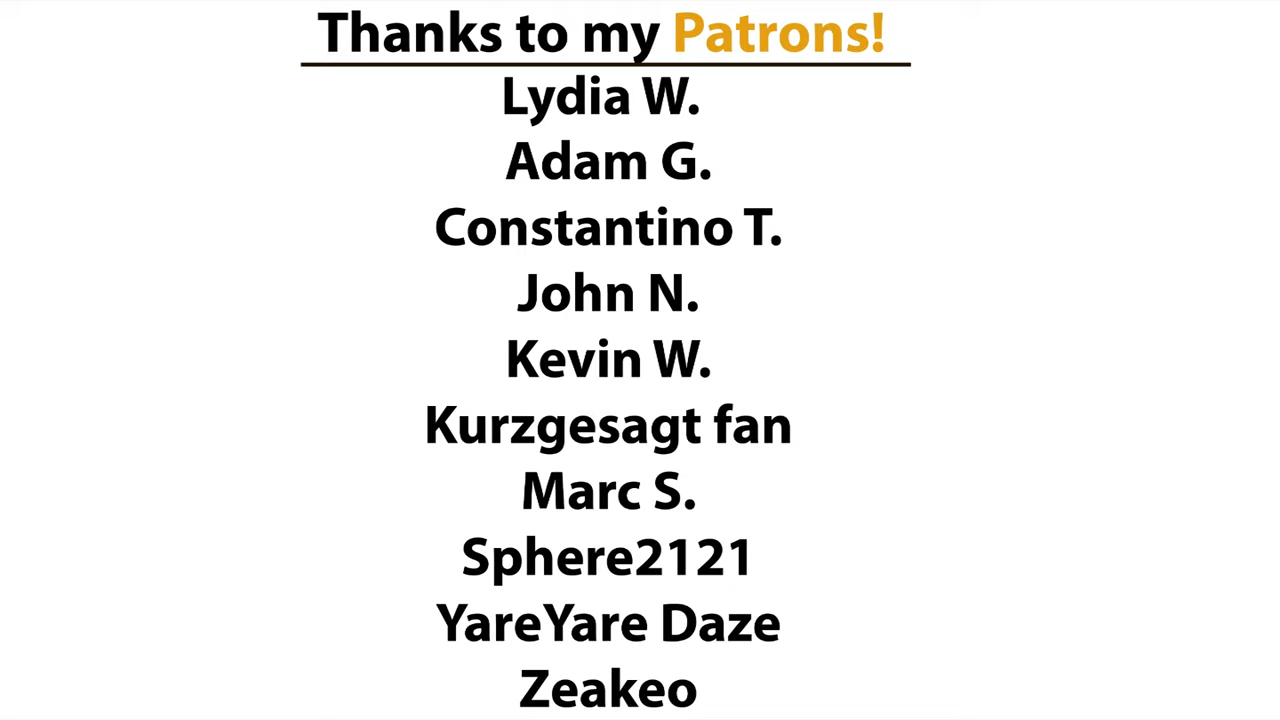 Thanks to my Patrons!
Lydia W.
Adam G.
Constantino T.
John N.
Kevin W.
Kurzgesagt fan
Marc S.
Sphere2121
YareYare Daze
Zeakeo